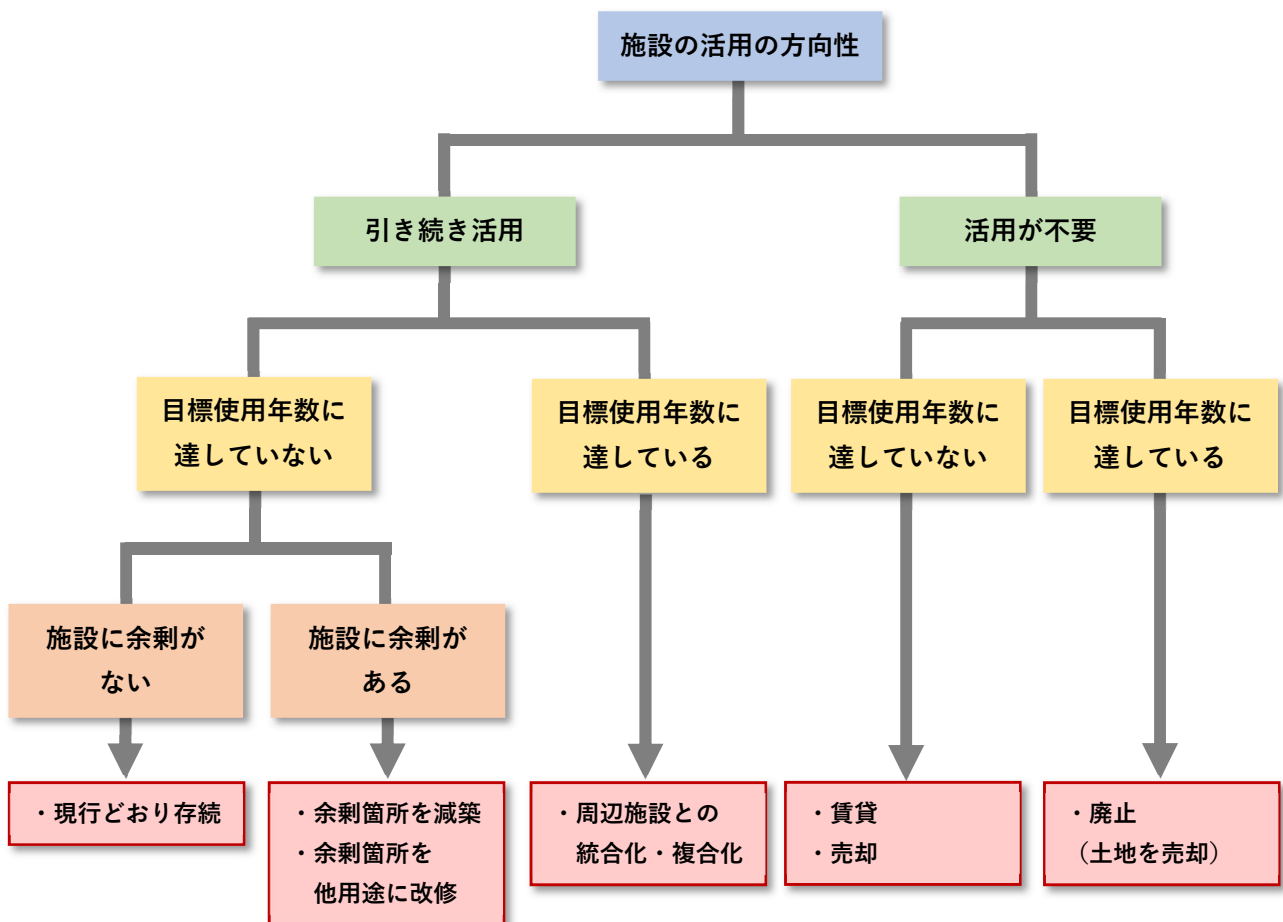 施設の活用の方向性
引き続き活用
活用が不要
目標使用年数に
達していない
目標使用年数に
達している
目標使用年数に
達していない
目標使用年数に
達している
施設に余剰が
ない
施設に余剰が
ある
・現行どおり存続
・余剰箇所を減築
・余剰箇所を
他用途に改修
・周辺施設との
統合化・複合化
・賃貸
・売却
・廃止
（土地を売却）